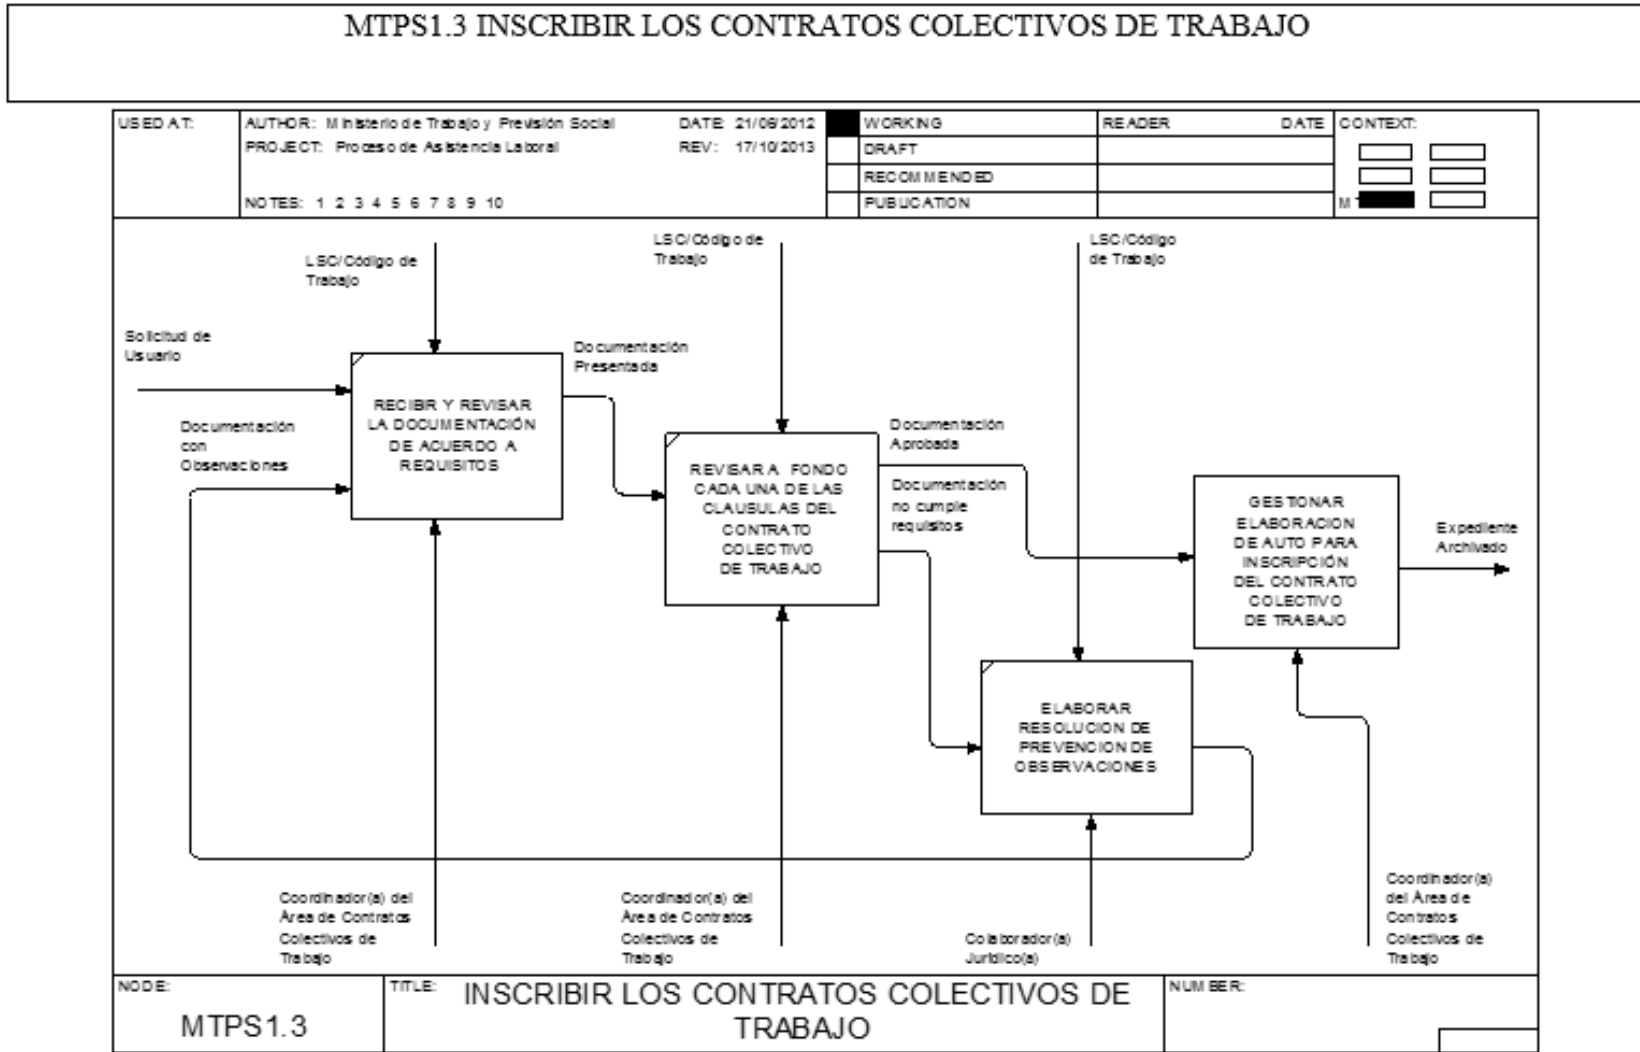 MTPS1.3 INSCRIBIR LOS CONTRATOS COLECTIVOS DE TRABAJO
USED AT:
AUTHOR: Ministerio de Trabajo y Previsión Social
DATE: 21/06/2012
PROJECT: Proceso de Asistencia Laboral
REV: 17/10/2013
NOTES: 1 2 3 4 5 6 7 8 9 10
WORKING
DRAFT
RECOMMENDED
PUBLICATION
READER DATE
CONTEXT:
LSC/Código de
Trabajo
LSC/Código de
Trabajo
LSC/Código
de Trabajo
Solicitud de
Usuario
Documentación
con
Observaciones
RECIBR Y REVISAR
LA DOCUMENTACIÓN
DE ACUERDO A
REQUISITOS
Documentación
Presentada
REVISAR A FONDO
CADA UNA DE LAS
CLAUSULAS DEL
CONTRATO
COLECTIVO
DE TRABAJO
Documentación
Aprobada
Documentación
no cumple
requisitos
GESTIONAR
ELABORACION
DE AUTO PARA
INSCRIPCIÓN
DEL CONTRATO
COLECTIVO
DE TRABAJO
Expediente
Archivado
ELABORAR
RESOLUCION DE
PREVENCION DE
OBSERVACIONES
Coordinador(a) del
Área de Contratos
Colectivos de
Trabajo
Coordinador(a) del
Área de Contratos
Colectivos de
Trabajo
Colaborador(a)
Jurídico(a)
Coordinador(a)
del Área de
Contratos
Colectivos de
Trabajo
NODE:
MTPS1.3
TITLE:
INSCRIBIR LOS CONTRATOS COLECTIVOS DE
TRABAJO
NUMBER: